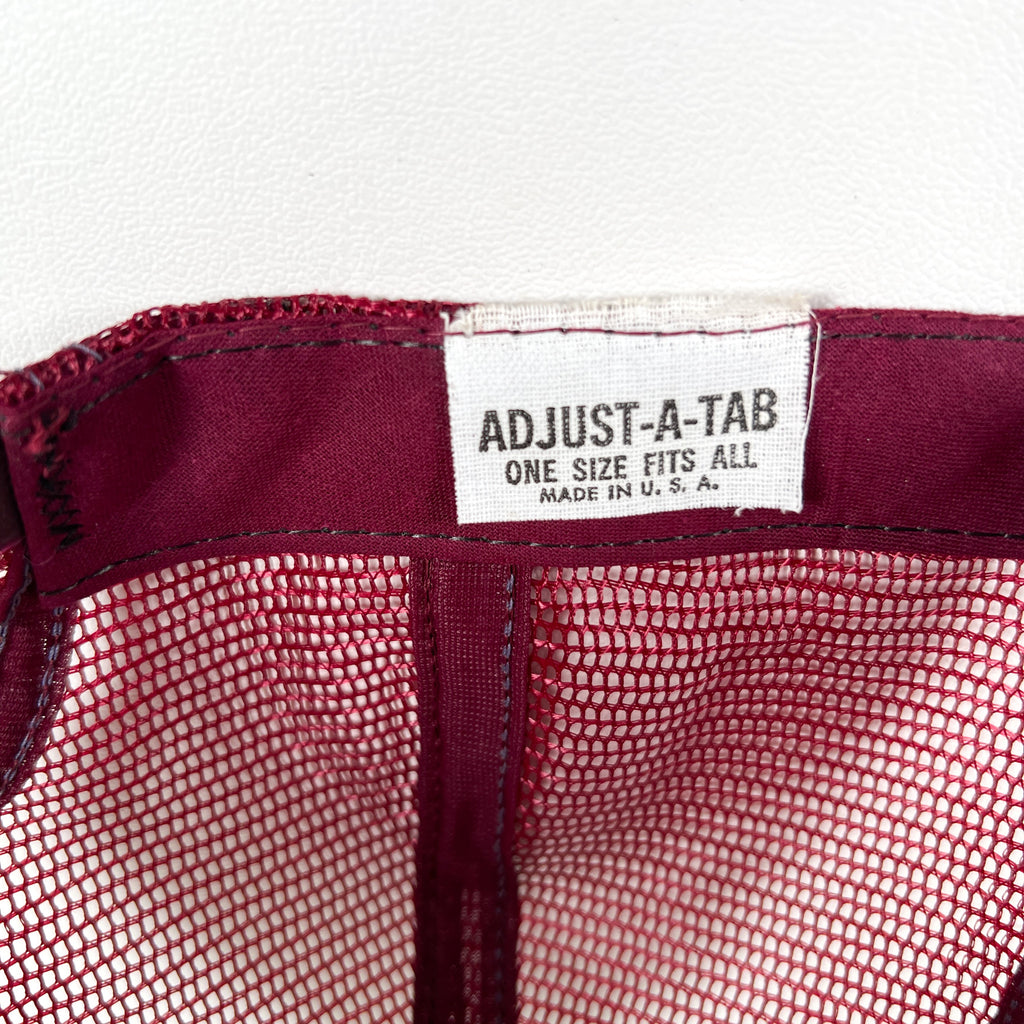 ADJUST-A-TAB
ONE SIZE FITS ALL
MADE IN U. S. A.